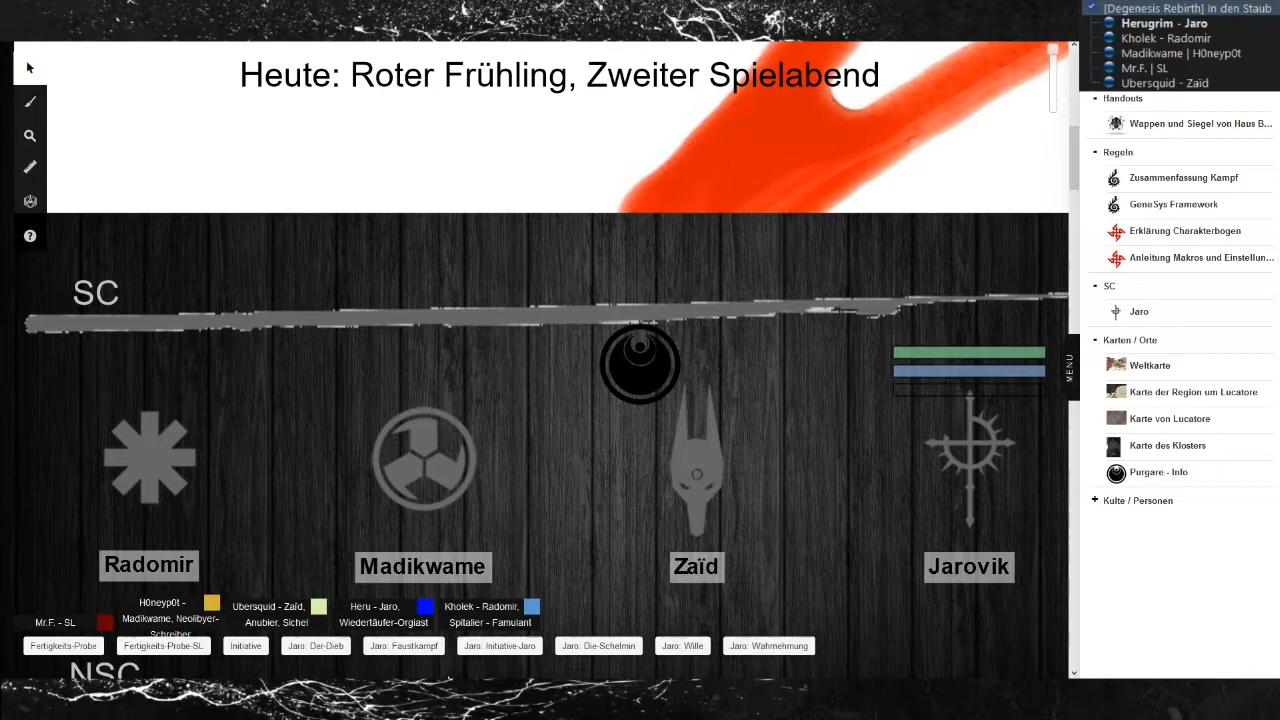 [Degenesis Rebirth] In den Staub
Herugrim - Jaro
Kholek - Radomir
Madikwame | H0neyp0t
Mr.F. | SL
Ubersquid - Zaïd
Heute: Roter Frühling, Zweiter Spielabend
Handouts
Wappen und Siegel von Haus B...
Regeln
Zusammenfassung Kampf
GeneSys Framework
Erklärung Charakterbogen
Anleitung Makros und Einstellun...
SC
Jaro
Karten / Orte
Weltkarte
Karte der Region um Lucatore
Karte von Lucatore
Karte des Klosters
Purgare - Info
Kulte / Personen
MENU
SC
Radomir
Madikwame
Zaïd
Jarovik
Mr.F. - SL
H0neyp0t -
Madikwame, Neolibyer-
Schreiber
Ubersquid - Zaïd,
Anubier, Sichel
Heru - Jaro,
Wiedertäufer-Orgiast
Kholek - Radomir,
Spitalier - Famulant
Fertigkeits-Probe
Fertigkeits-Probe-SL
Initiative
Jaro: Der-Dieb
Jaro: Faustkampf
Jaro: Initiative-Jaro
Jaro: Die-Schelmin
Jaro: Wille
Jaro: Wahrnehmung
NSC